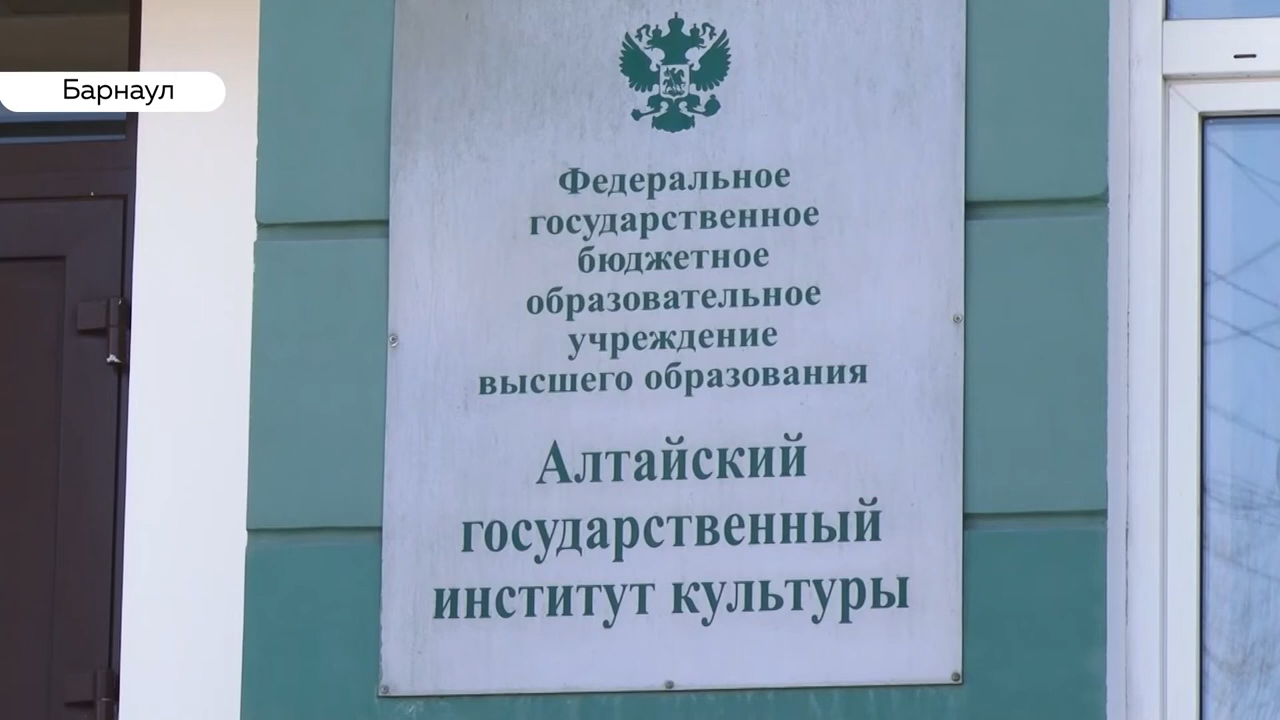 Барнаул
Федеральное
государственное
бюджетное
образовательное
учреждение
высшего образования
Алтайский
государственный
институт культуры